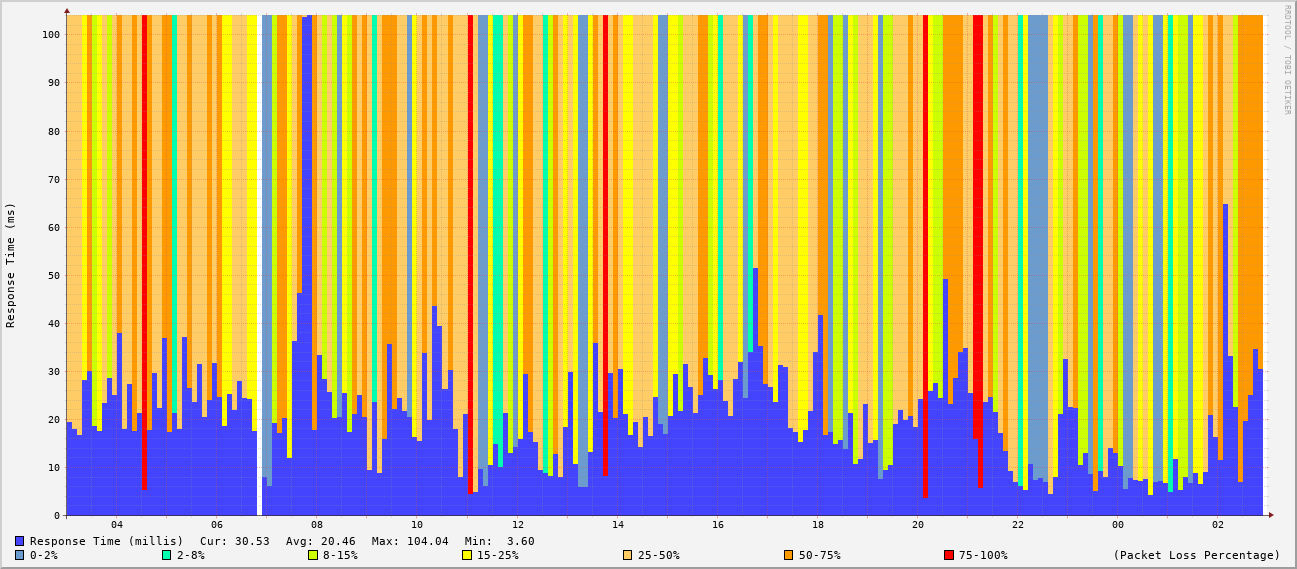 RRDTOOL / TOBI OETIKER
Response Time (ms)
100
90
80
70
60
50
40
30
20
10
0
04 06 08 10 12 14 16 18 20 22 00 02
Response Time (millis) Cur: 30.53 Avg: 20.46 Max: 104.04 Min: 3.60
0-2% 2-8% 8-15% 15-25% 25-50% 50-75% 75-100% (Packet Loss Percentage)